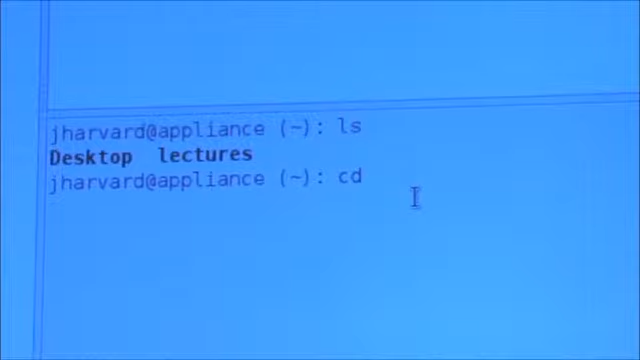 jharvard@appliance (~): ls
Desktop lectures
jharvard@appliance (~): cd